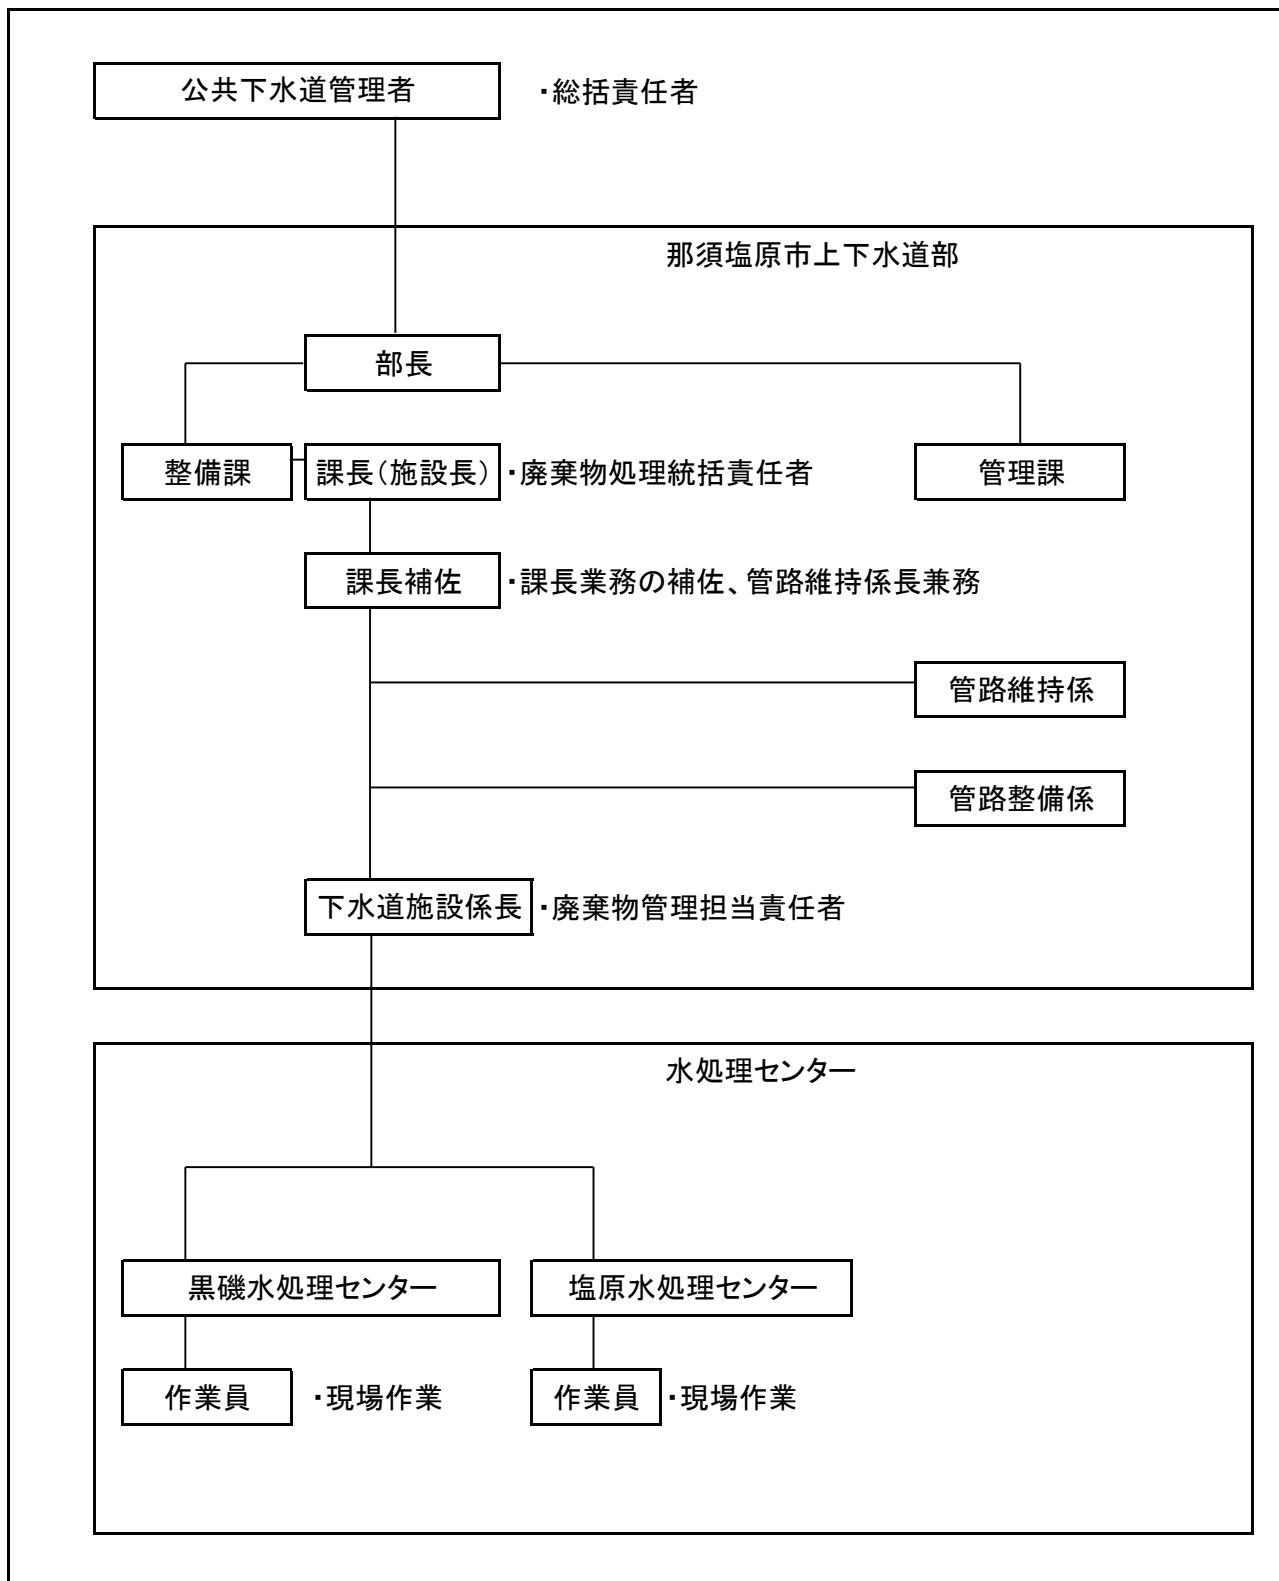 公共下水道管理者 ・総括責任者
那須塩原市上下水道部
部長
整備課 課長(施設長) ・廃棄物処理統括責任者 管理課
課長補佐 ・課長業務の補佐、管路維持係長兼務
管路維持係
管路整備係
下水道施設係長 ・廃棄物管理担当責任者
水処理センター
黒磯水処理センター 塩原水処理センター
作業員 ・現場作業 作業員 ・現場作業